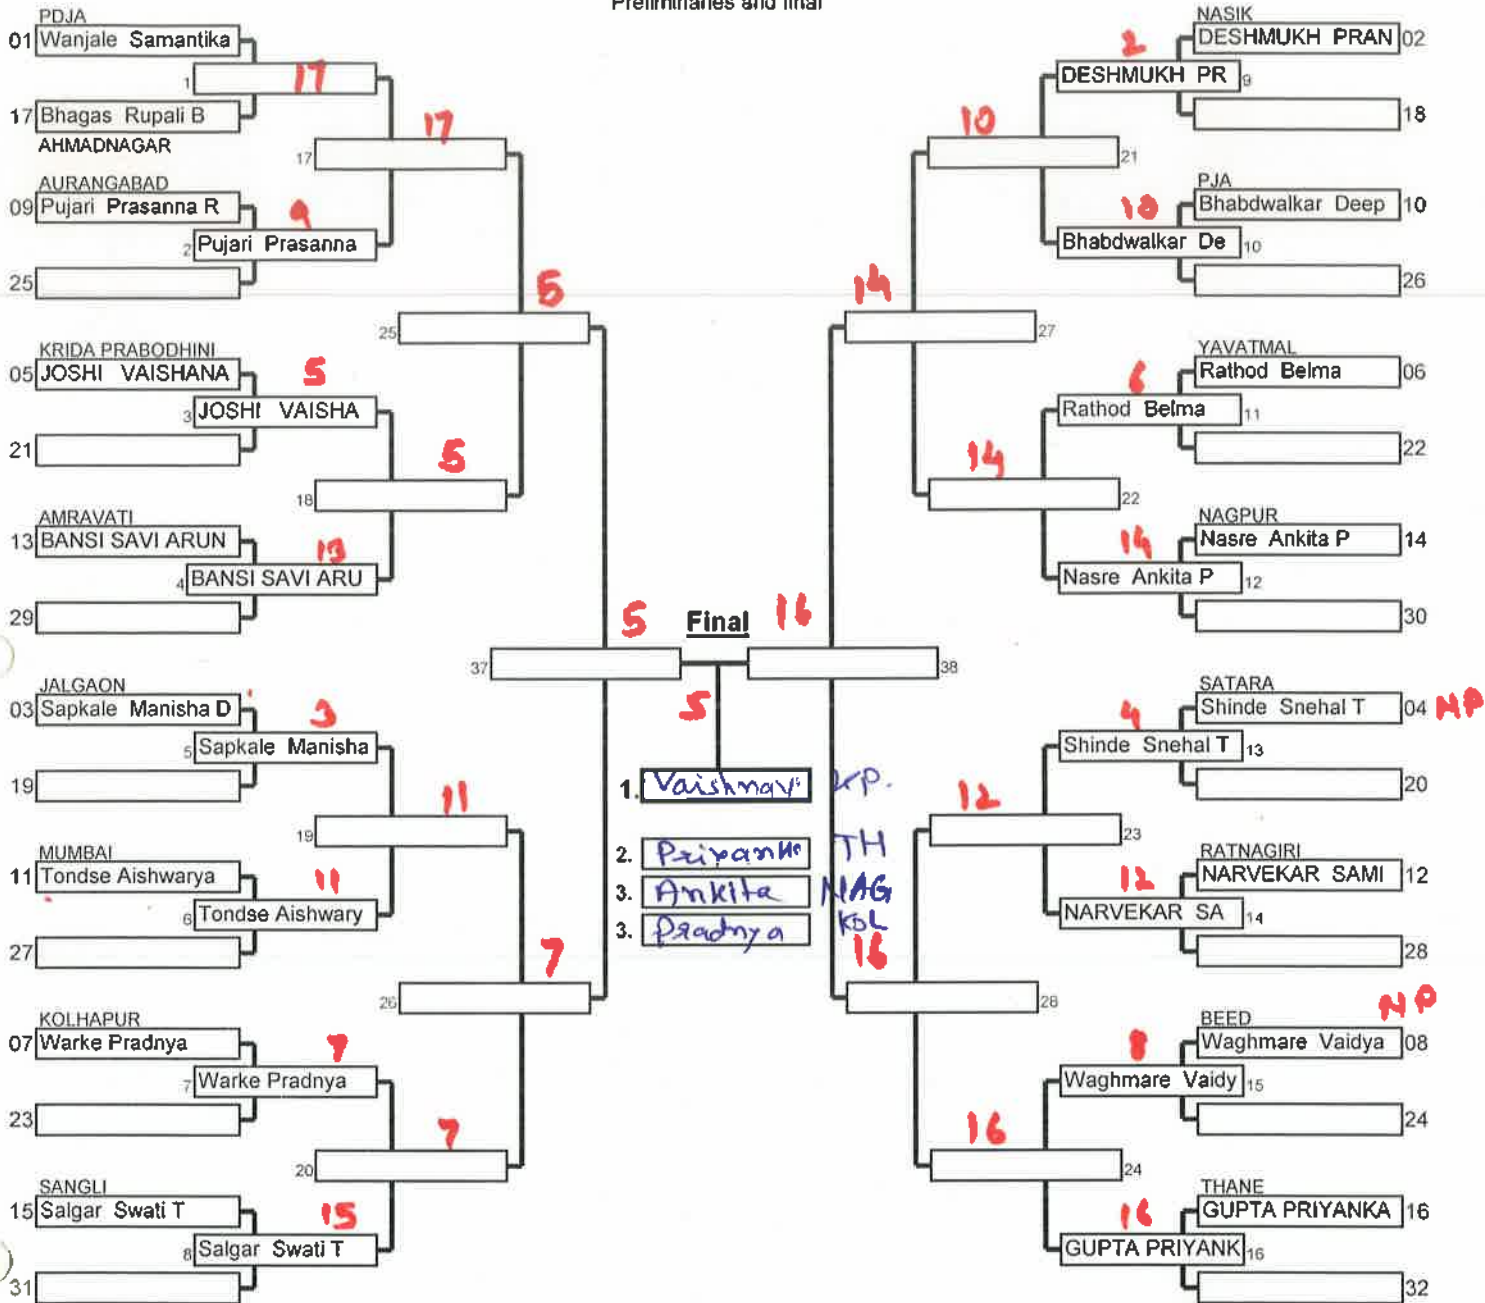 Preliminaries and final
PDJA
01 Wanjale Samantika
1 17
17 Bhagas Rupali B
AHMADNAGAR
17 17
AURANGABAD
09 Pujari Prasanna R
9
2 Pujari Prasanna
25
25 5
KRIDA PRABODHINI
05 JOSHI VAISHANA
5
3 JOSHI VAISHA
21
18 5
AMRAVATI
13 BANSI SAVI ARUN
13
4 BANSI SAVI ARU
29
37 5
JALGAON
03 Sapkale Manisha D
3
5 Sapkale Manisha
19
19 11
MUMBAI
11 Tondse Aishwarya
11
6 Tondse Aishwary
27
26 7
KOLHAPUR
07 Warke Pradnya
7
7 Warke Pradnya
23
20 7
SANGLI
15 Salgar Swati T
15
8 Salgar Swati T
31
Final
5
1. Vaishnavi KP.
2. Priyanka TH
3. Ankita NAG
3. Pradnya KOL
NASIK
DESHMUKH PRAN 02
2
DESHMUKH PR 9
18
10 21
PJA
Bhabdwalkar Deep 10
10
Bhabdwalkar De 10
26
14 27
YAVATMAL
Rathod Belma 06
6
Rathod Belma 11
22
14 22
NAGPUR
Nasre Ankita P 14
14
Nasre Ankita P 12
30
16 38
SATARA
Shinde Snehal T 04 NP
4
Shinde Snehal T 13
20
12 23
RATNAGIRI
NARVEKAR SAMI 12
12
NARVEKAR SA 14
28
16 28
BEED NP
Waghmare Vaidya 08
8
Waghmare Vaidy 15
24
16 24
THANE
GUPTA PRIYANKA 16
16
GUPTA PRIYANK 16
32